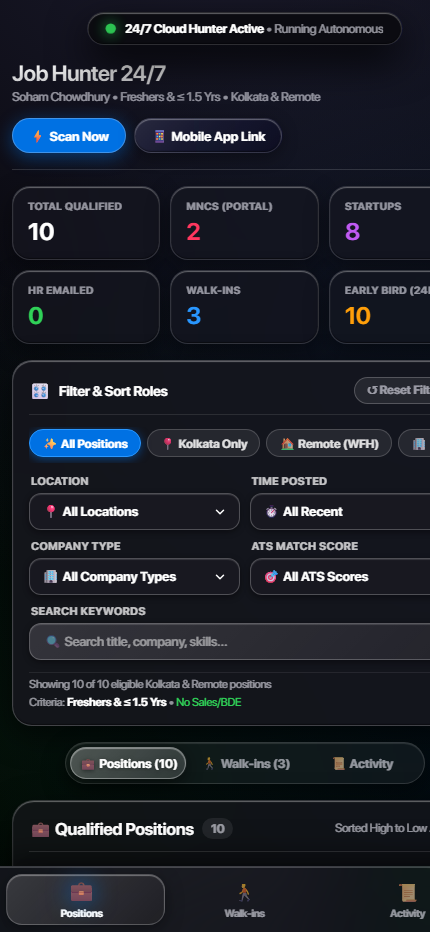 24/7 Cloud Hunter Active • Running Autonomous
Job Hunter 24/7
Soham Chowdhury • Freshers & ≤ 1.5 Yrs • Kolkata & Remote
Scan Now
Mobile App Link
TOTAL QUALIFIED
10
MNCS (PORTAL)
2
STARTUPS
8
HR EMAILED
0
WALK-INS
3
EARLY BIRD (24
10
Filter & Sort Roles
↺ Reset Filt
All Positions
Kolkata Only
Remote (WFH)
LOCATION
All Locations
TIME POSTED
All Recent
COMPANY TYPE
All Company Types
ATS MATCH SCORE
All ATS Scores
SEARCH KEYWORDS
Search title, company, skills...
Showing 10 of 10 eligible Kolkata & Remote positions
Criteria: Freshers & ≤ 1.5 Yrs • No Sales/BDE
Positions (10)
Walk-ins (3)
Activity
Qualified Positions 10
Sorted High to Low
Positions
Walk-ins
Activity